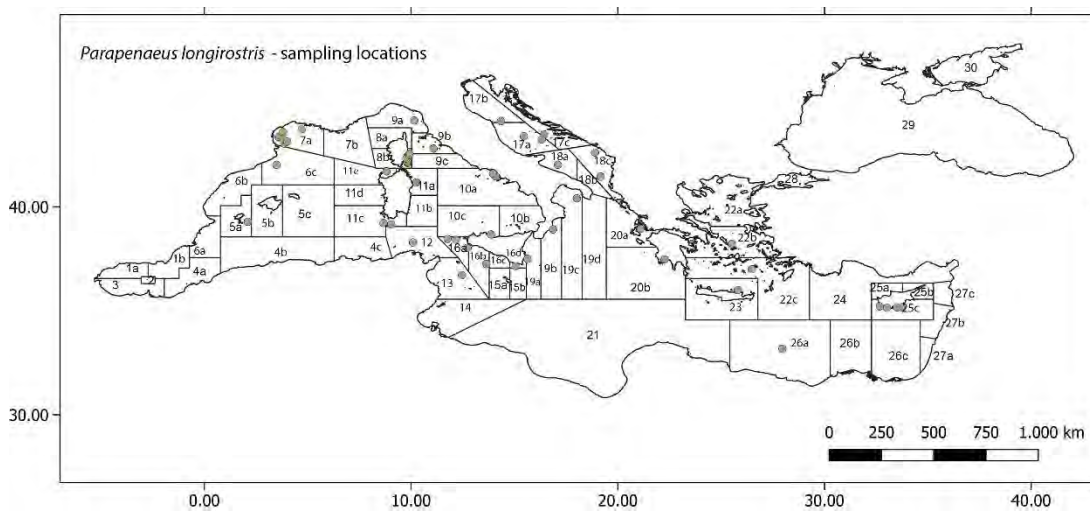 Parapenaeus longirostris - sampling locations
30
29
28
17b
9a
7a
7b
8a
9b
17a
17c
8b
9c
18a
18c
18b
6b
6c
11e
11a
10a
11d
22a
40.00
5a
5b
5c
11c
11b
10c
10b
20a
22b
6a
4b
4c
12
16a
16b
16c
16d
19a
19b
19c
19d
1a
1b
2
3
4a
13
15a
15b
20b
14
23
22c
24
25a
25b
25c
27c
27b
21
26a
26b
26c
27a
30.00
0 250 500 750 1.000 km
0.00 10.00 20.00 30.00 40.00